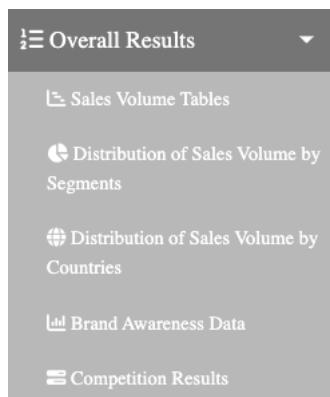 Overall Results
Sales Volume Tables
Distribution of Sales Volume by
Segments
Distribution of Sales Volume by
Countries
Brand Awareness Data
Competition Results